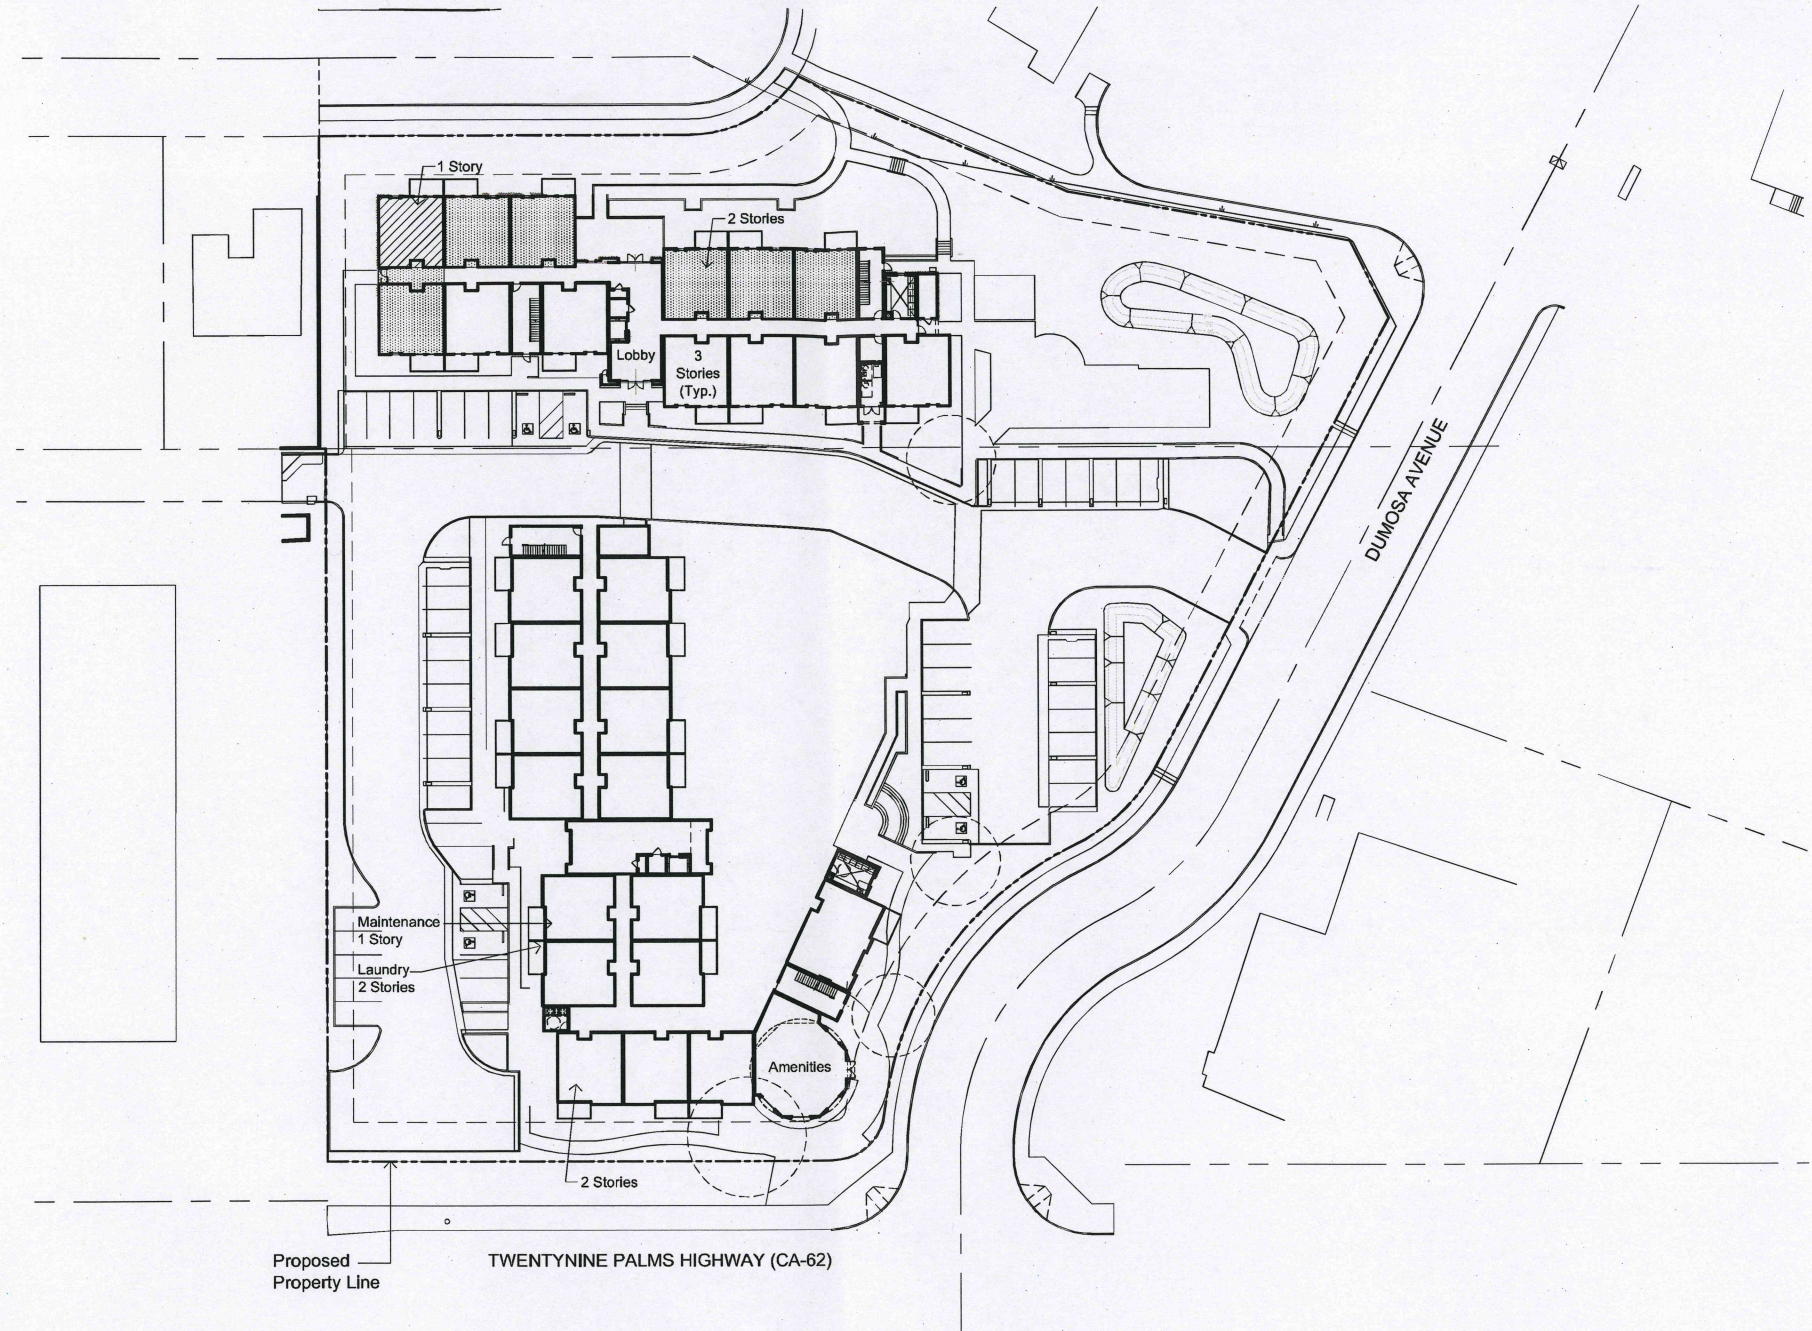 1 Story
2 Stories
Lobby
3
Stories
(Typ.)
DUMOSA AVENUE
Maintenance
1 Story
Laundry
2 Stories
Amenities
2 Stories
Proposed
Property Line
TWENTYNINE PALMS HIGHWAY (CA-62)